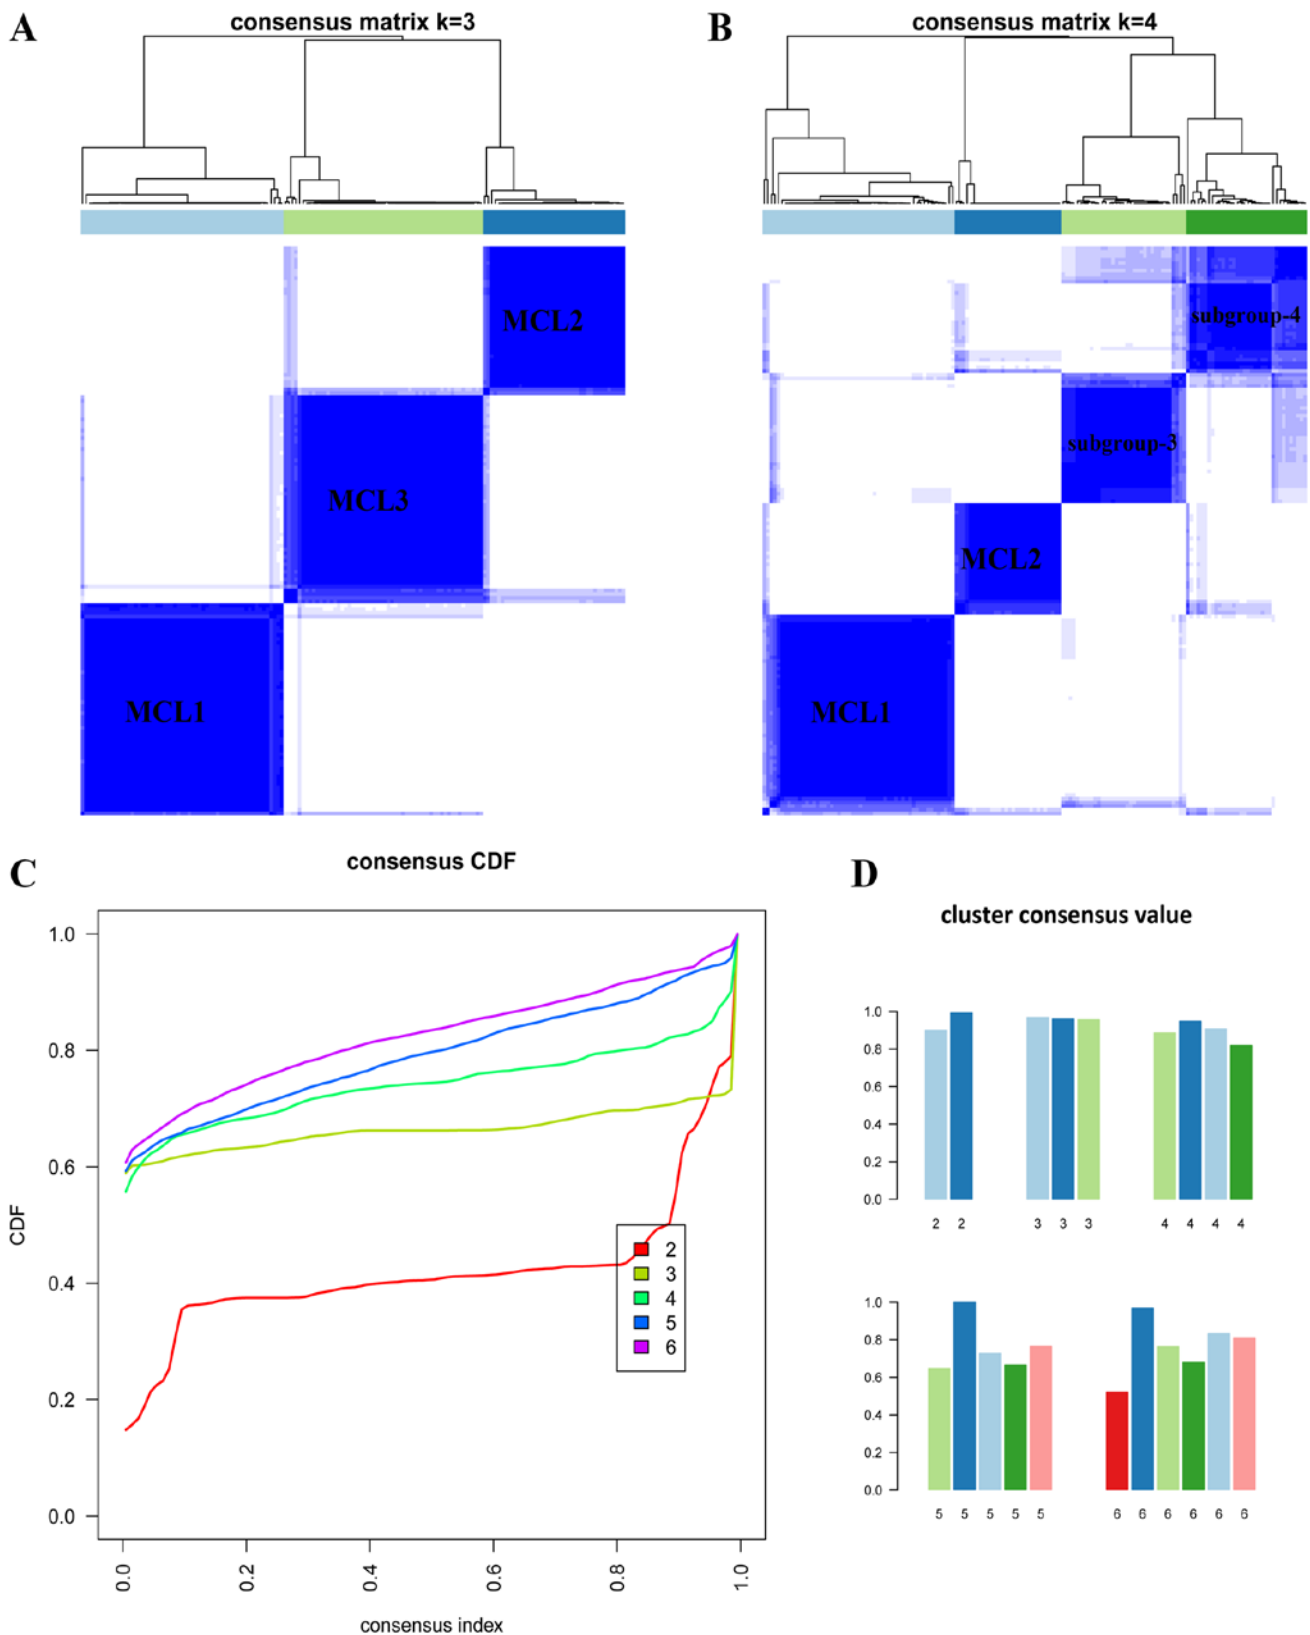 A
consensus matrix k=3
B
consensus matrix k=4
MCL2
MCL3
MCL1
subgroup-4
subgroup-3
MCL2
MCL1
C
consensus CDF
CDF
1.0
0.8
0.6
0.4
0.2
0.0
2
3
4
5
6
0.0 0.2 0.4 0.6 0.8 1.0
consensus index
D
cluster consensus value
1.0
0.8
0.6
0.4
0.2
0.0
2 2 3 3 3 4 4 4 4
1.0
0.8
0.6
0.4
0.2
0.0
5 5 5 5 5 6 6 6 6 6 6